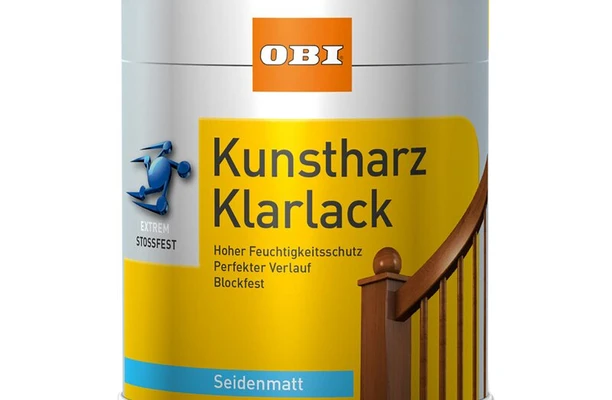 OBI
Kunstharz
Klarlack
EXTREM
STOSSFEST
Hoher Feuchtigkeitsschutz
Perfekter Verlauf
Blockfest
Seidenmatt